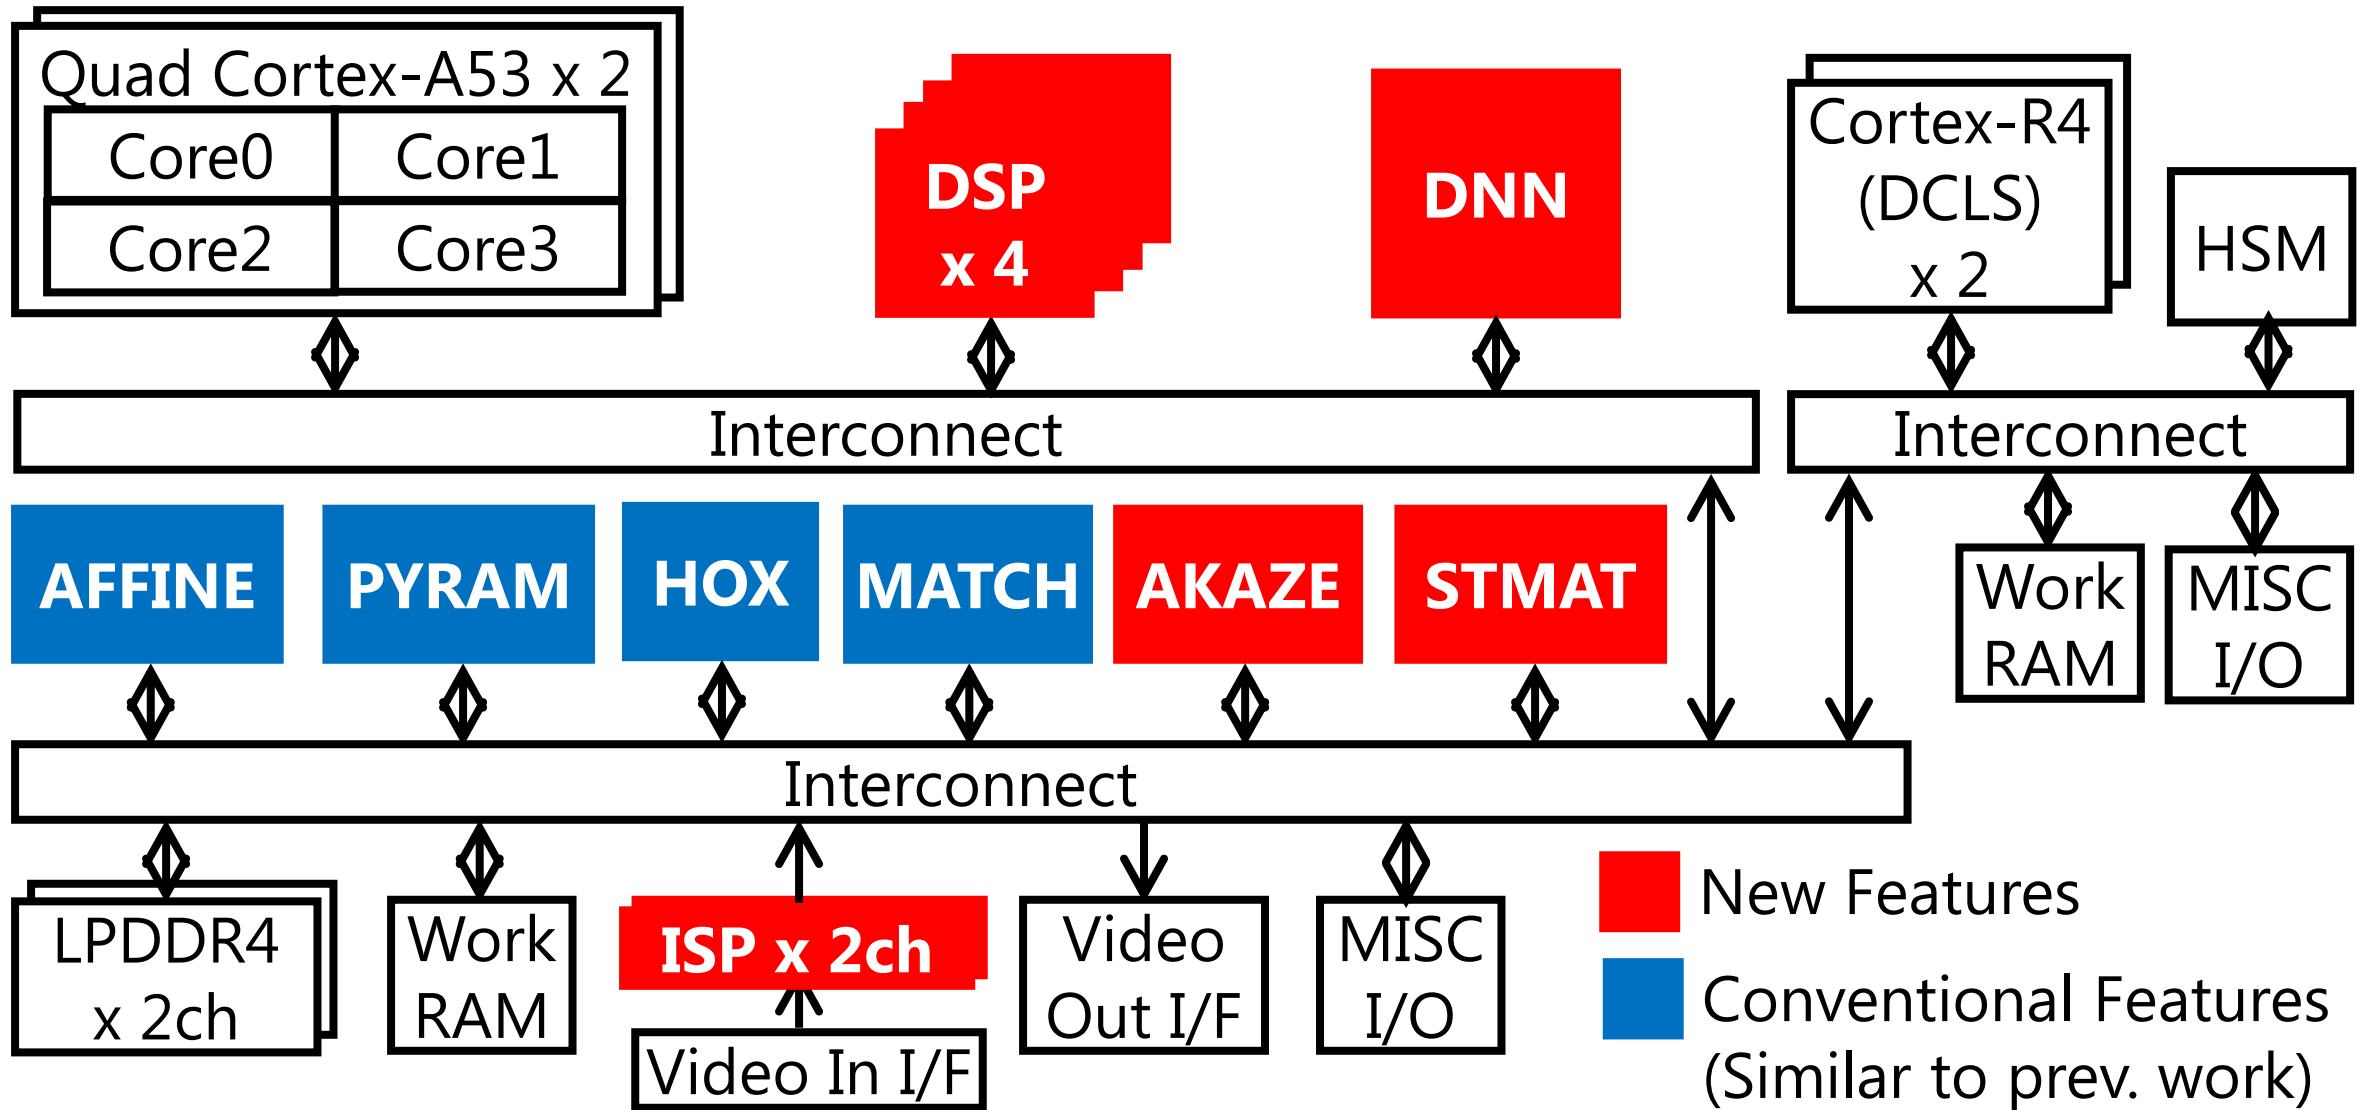 Quad Cortex-A53 x 2
Core0
Core1
Core2
Core3
DSP
x 4
DNN
Cortex-R4
(DCLS)
x 2
HSM
Interconnect
Interconnect
AFFINE
PYRAM
HOX
MATCH
AKAZE
STMAT
Work
RAM
MISC
I/O
Interconnect
LPDDR4
x 2ch
Work
RAM
ISP x 2ch
Video In I/F
Video
Out I/F
MISC
I/O
New Features
Conventional Features
(Similar to prev. work)